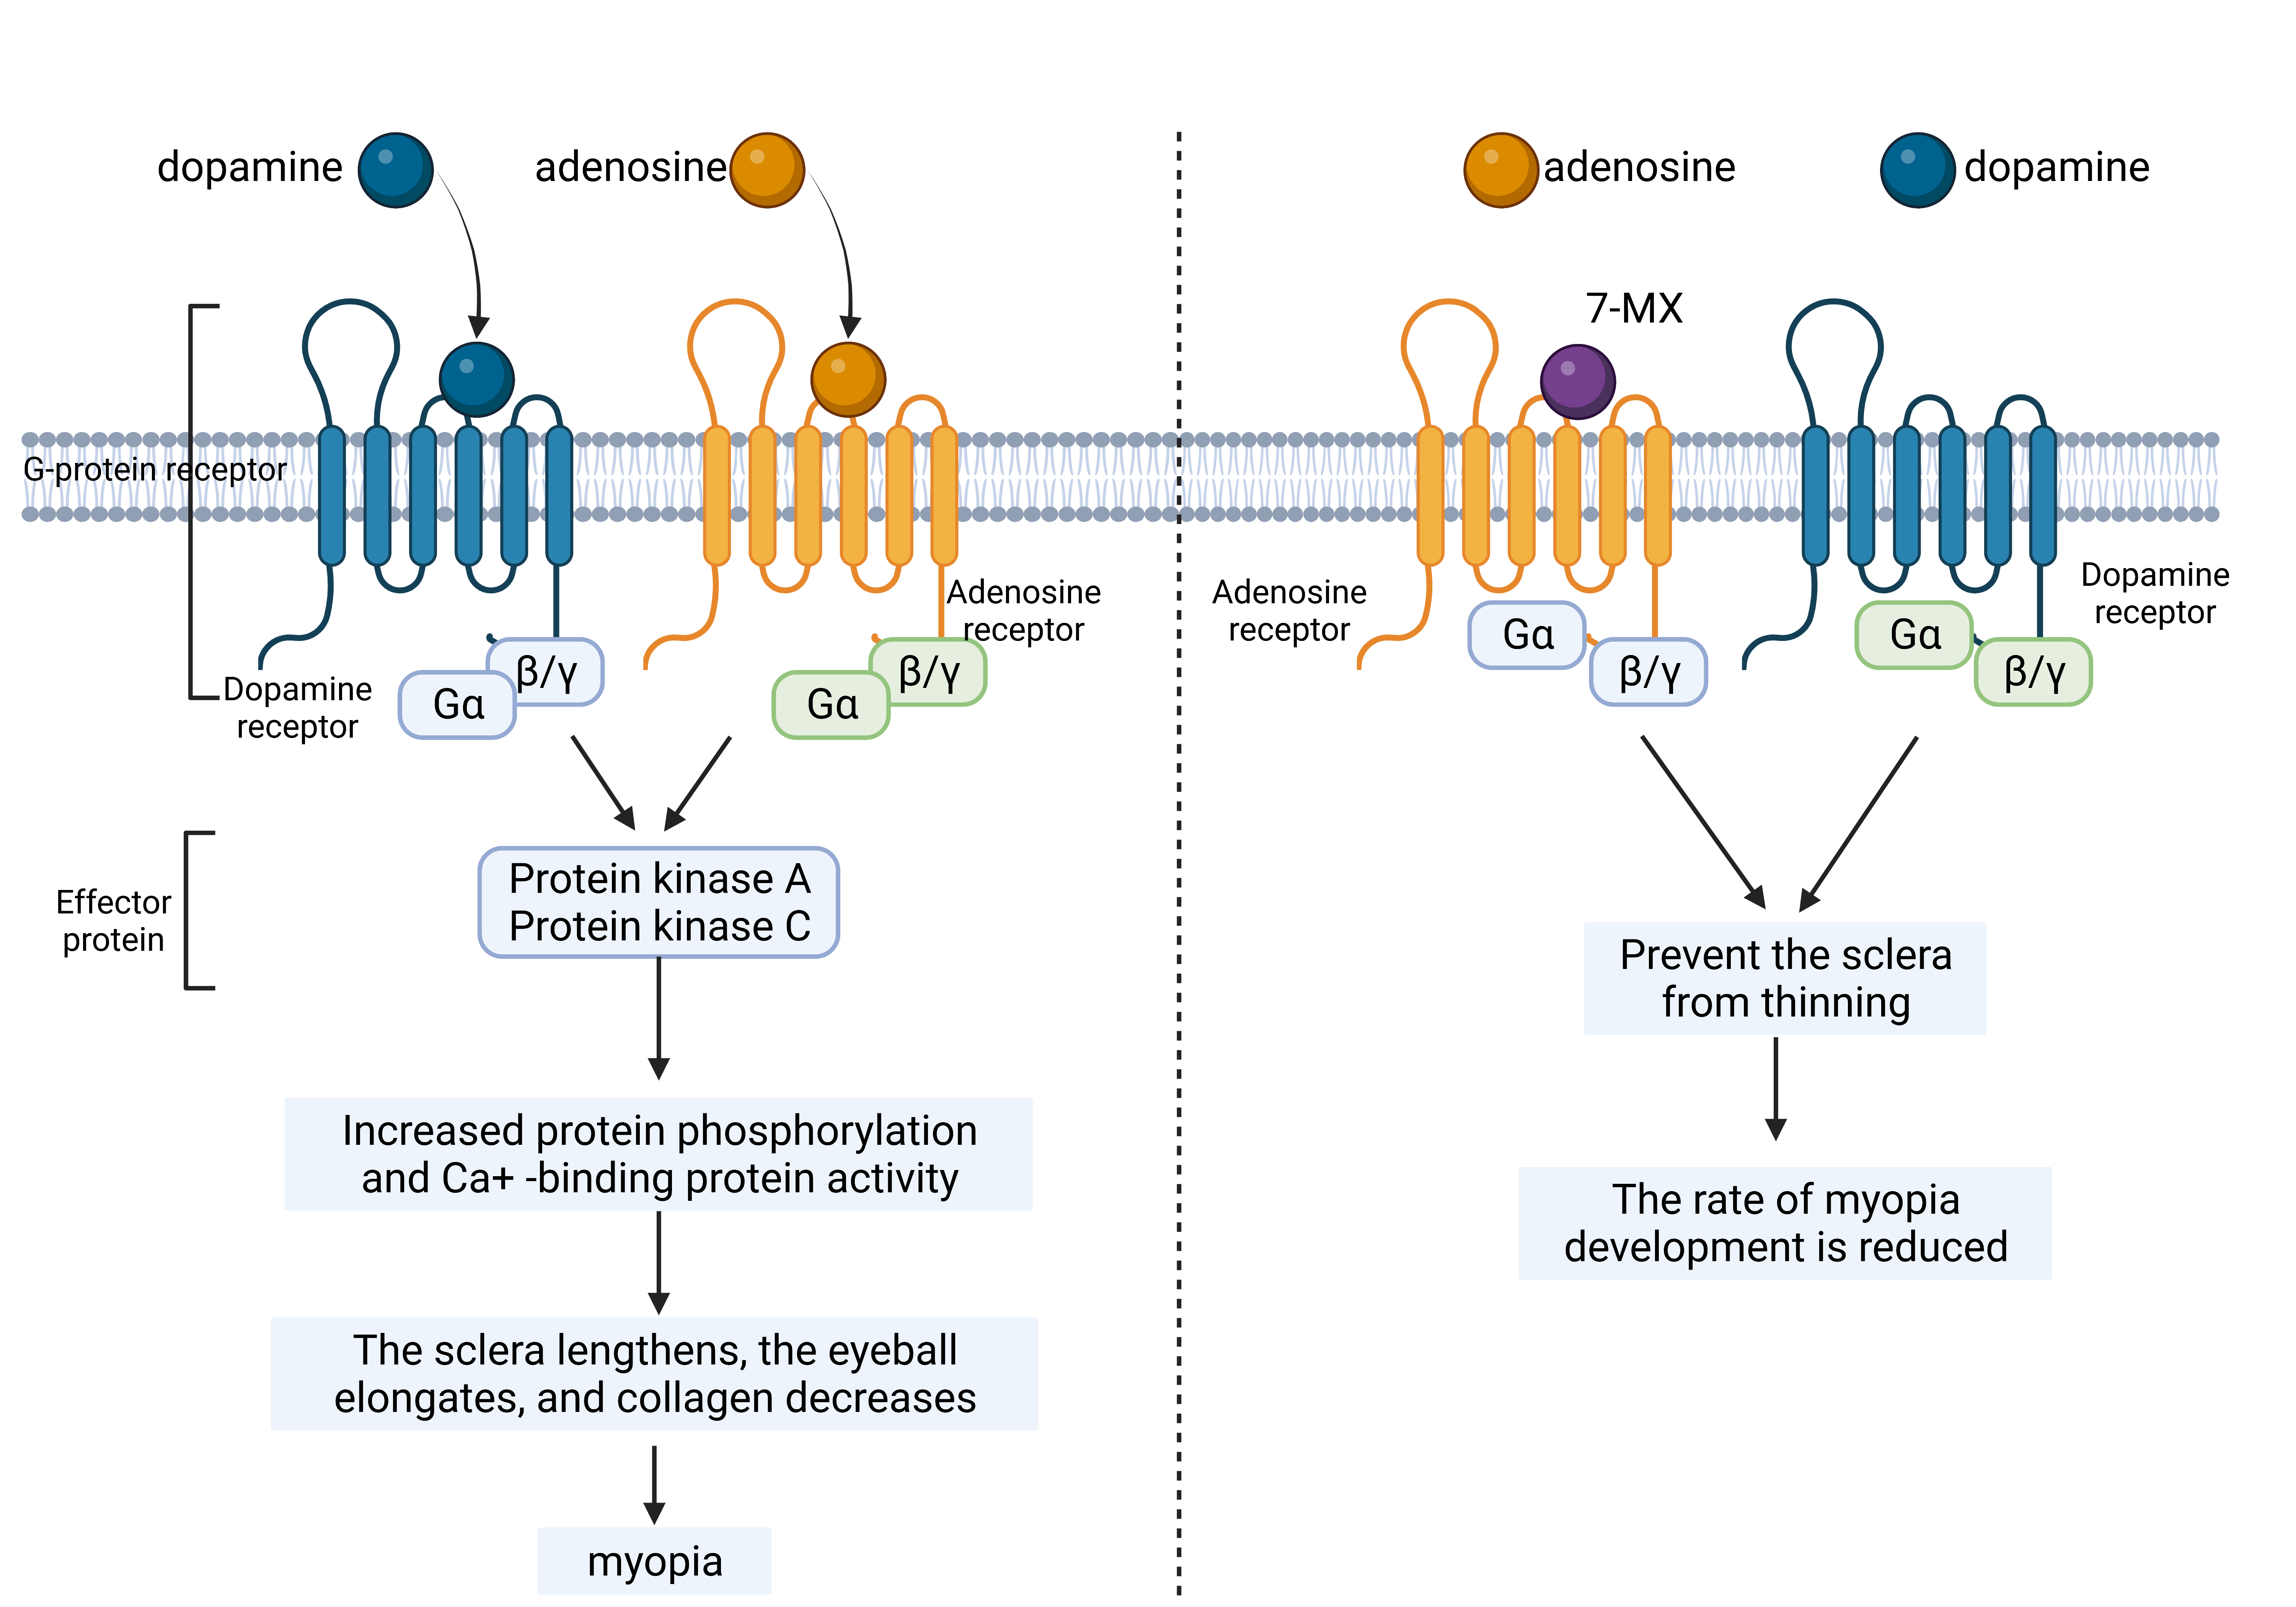 dopamine
adenosine
G-protein receptor
Dopamine
receptor
Gα
β/γ
Adenosine
receptor
Gα
β/γ
Effector
protein
Protein kinase A
Protein kinase C
Increased protein phosphorylation
and Ca+ -binding protein activity
The sclera lengthens, the eyeball
elongates, and collagen decreases
myopia
adenosine
dopamine
7-MX
Adenosine
receptor
Gα
β/γ
Dopamine
receptor
Gα
β/γ
Prevent the sclera
from thinning
The rate of myopia
development is reduced